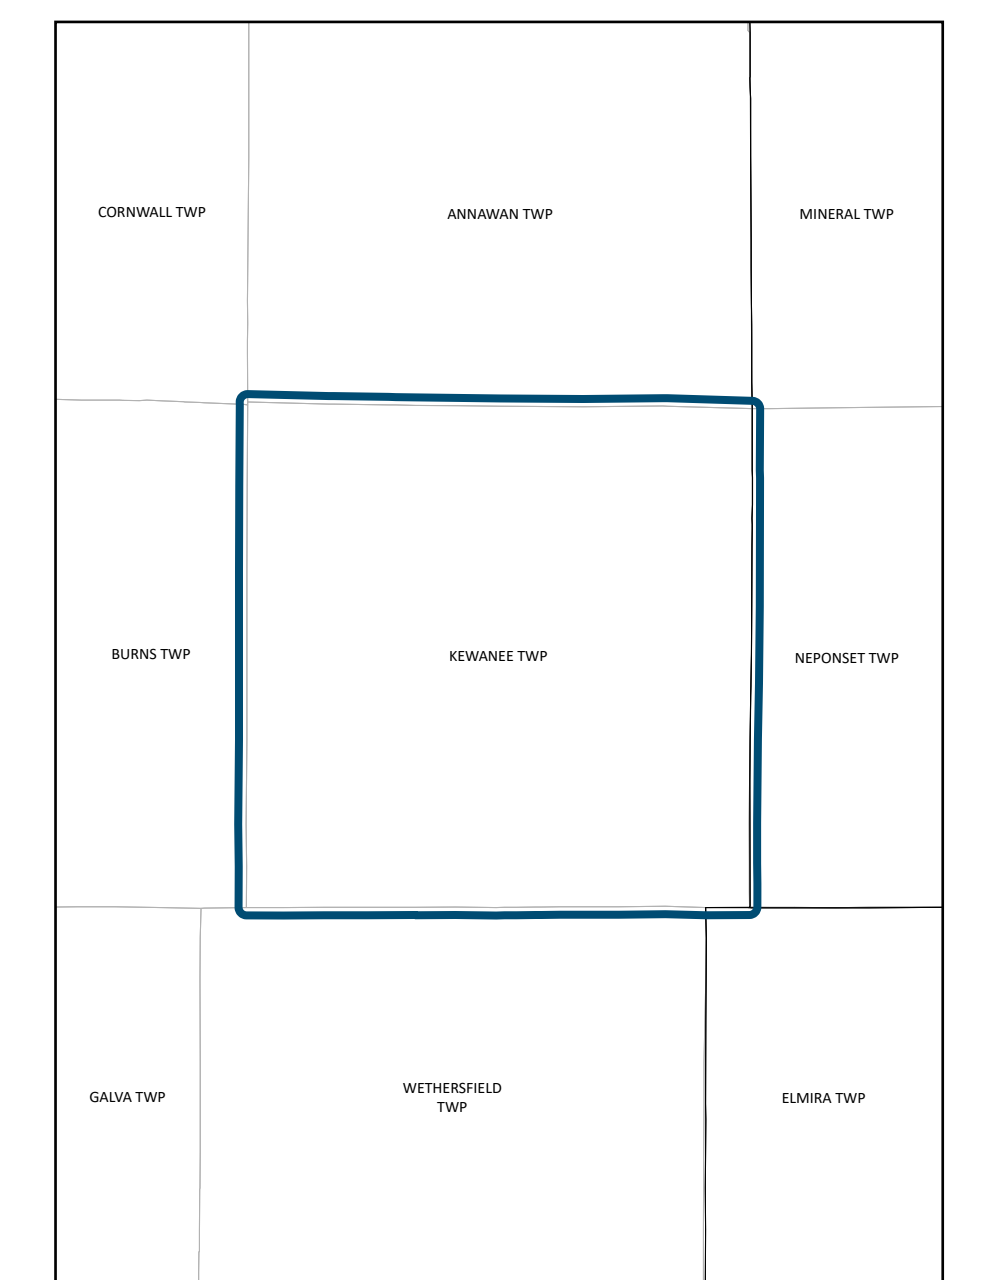 CORNWALL TWP
ANNAWAN TWP
MINERAL TWP
BURNS TWP
KEWANEE TWP
NEPONSET TWP
GALVA TWP
WETHERSFIELD
TWP
ELMIRA TWP